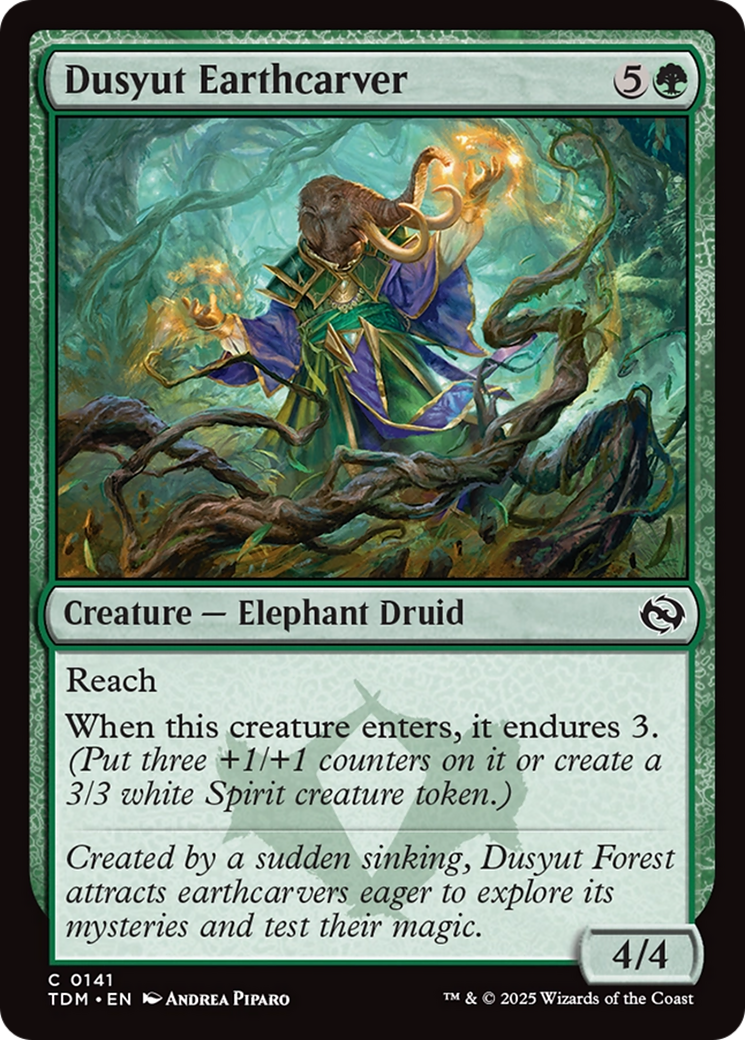 Dusyut Earthcarver 5
Creature — Elephant Druid
Reach
When this creature enters, it endures 3.
(Put three +1/+1 counters on it or create a
3/3 white Spirit creature token.)
Created by a sudden sinking, Dusyut Forest
attracts earthcarvers eager to explore its
mysteries and test their magic.
4/4
C 0141
TDM • EN Andrea Piparo
™ & © 2025 Wizards of the Coast